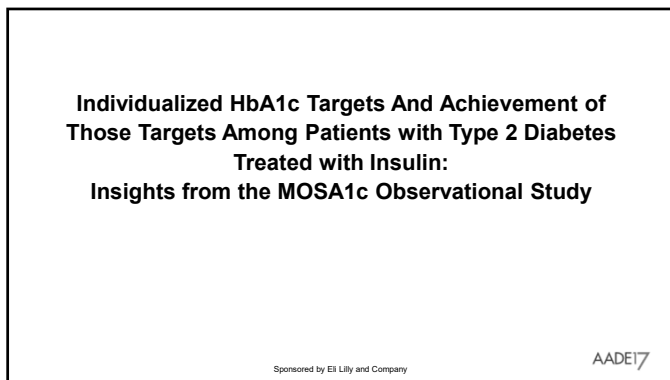 Individualized HbA1c Targets And Achievement of
Those Targets Among Patients with Type 2 Diabetes
Treated with Insulin:
Insights from the MOSA1c Observational Study
Sponsored by Eli Lilly and Company
AADE17